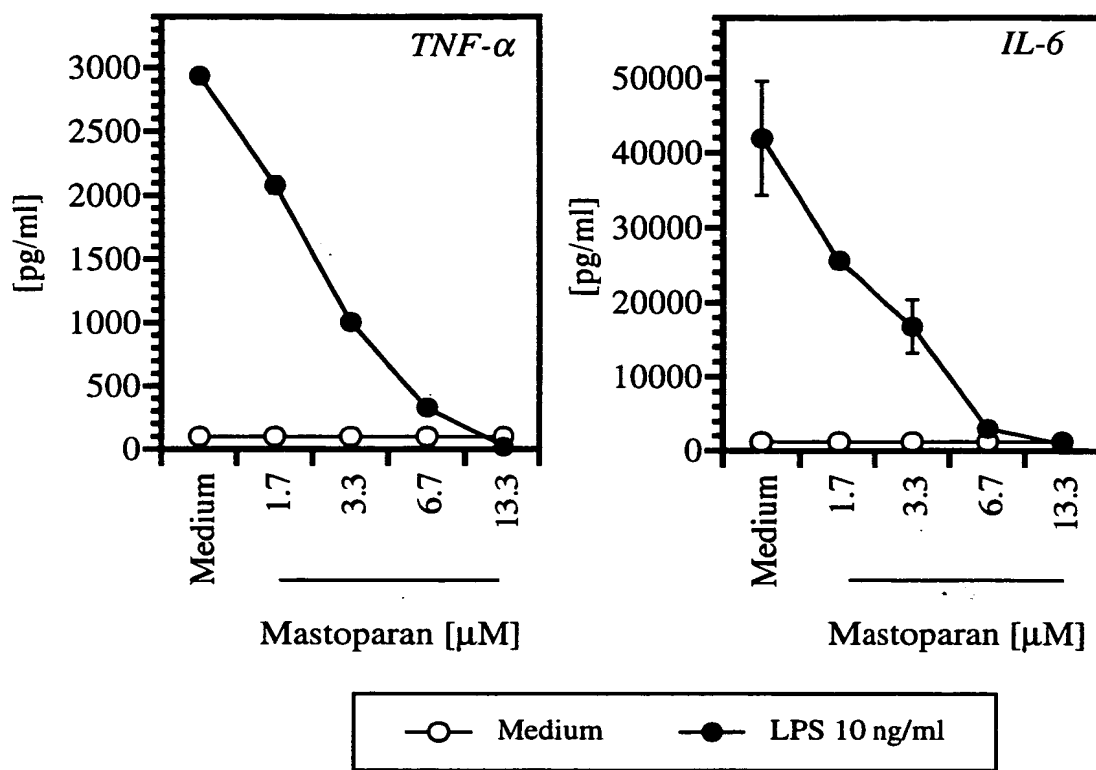 TNF-α
[pg/ml]
3000
2500
2000
1500
1000
500
0
Medium
1.7
3.3
6.7
13.3
Mastoparan [μM]
IL-6
[pg/ml]
50000
40000
30000
20000
10000
0
Medium
1.7
3.3
6.7
13.3
Mastoparan [μM]
Medium
LPS 10 ng/ml